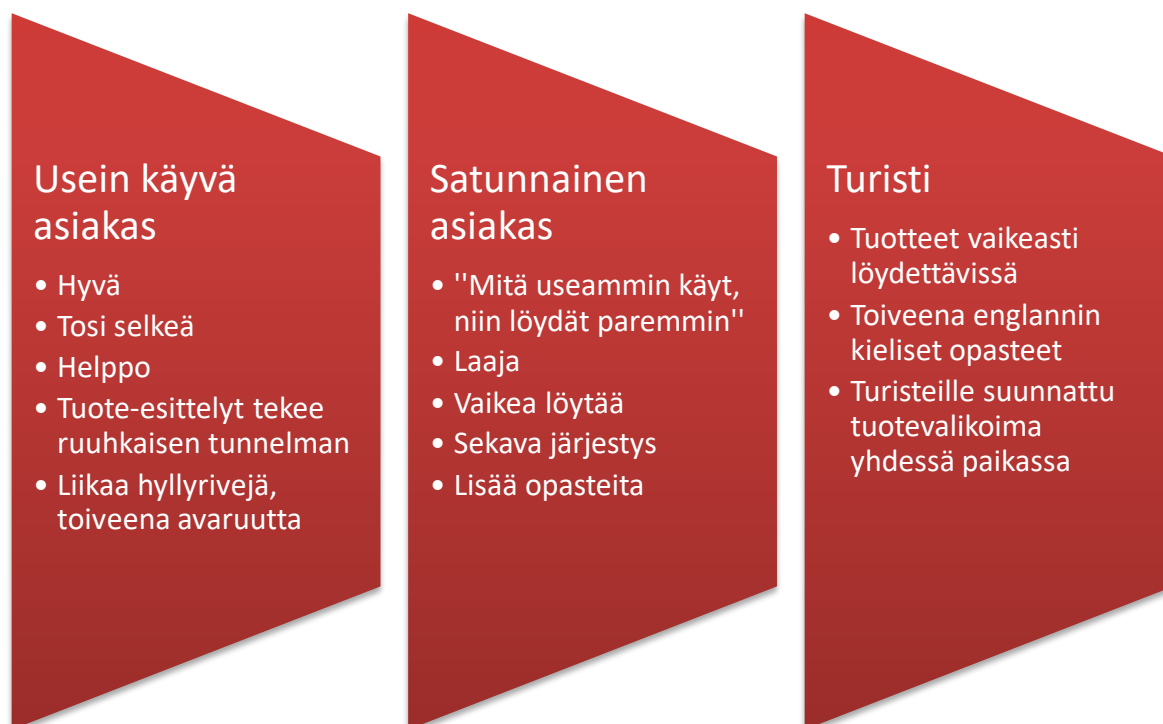 Usein käyvä
asiakas
• Hyvä
• Tosi selkeä
• Helppo
• Tuote-esittelyt tekee
ruuhkaisen tunnelman
• Liikaa hyllyrivejä,
toiveena avaruutta
Satunnainen
asiakas
• ''Mitä useammin käyt,
niin löydät paremmin''
• Laaja
• Vaikea löytää
• Sekava järjestys
• Lisää opasteita
Turisti
• Tuotteet vaikeasti
löydettävissä
• Toiveena englannin
kieliset opasteet
• Turisteille suunnattu
tuotevalikoima
yhdessä paikassa